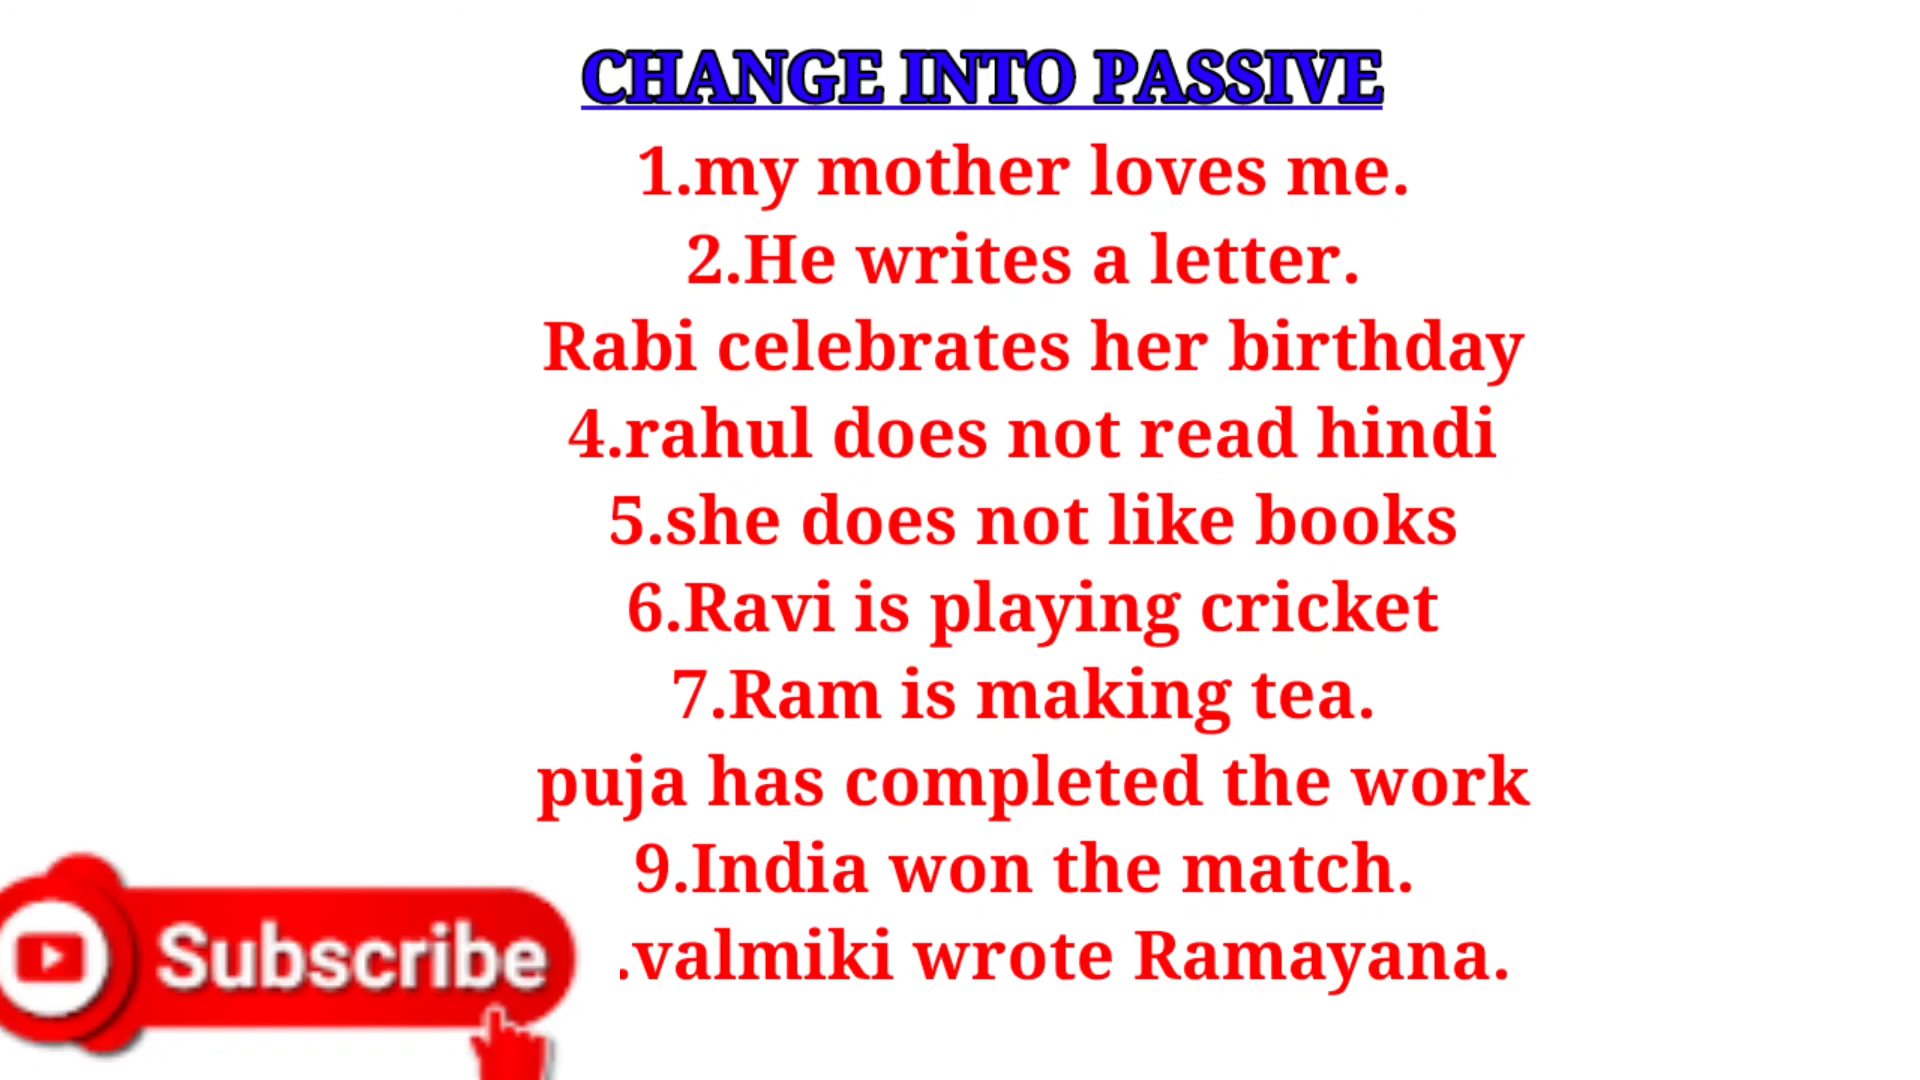 CHANGE INTO PASSIVE
1.my mother loves me.
2.He writes a letter.
Rabi celebrates her birthday
4.rahul does not read hindi
5.she does not like books
6.Ravi is playing cricket
7.Ram is making tea.
puja has completed the work
9.India won the match.
.valmiki wrote Ramayana.
Subscribe